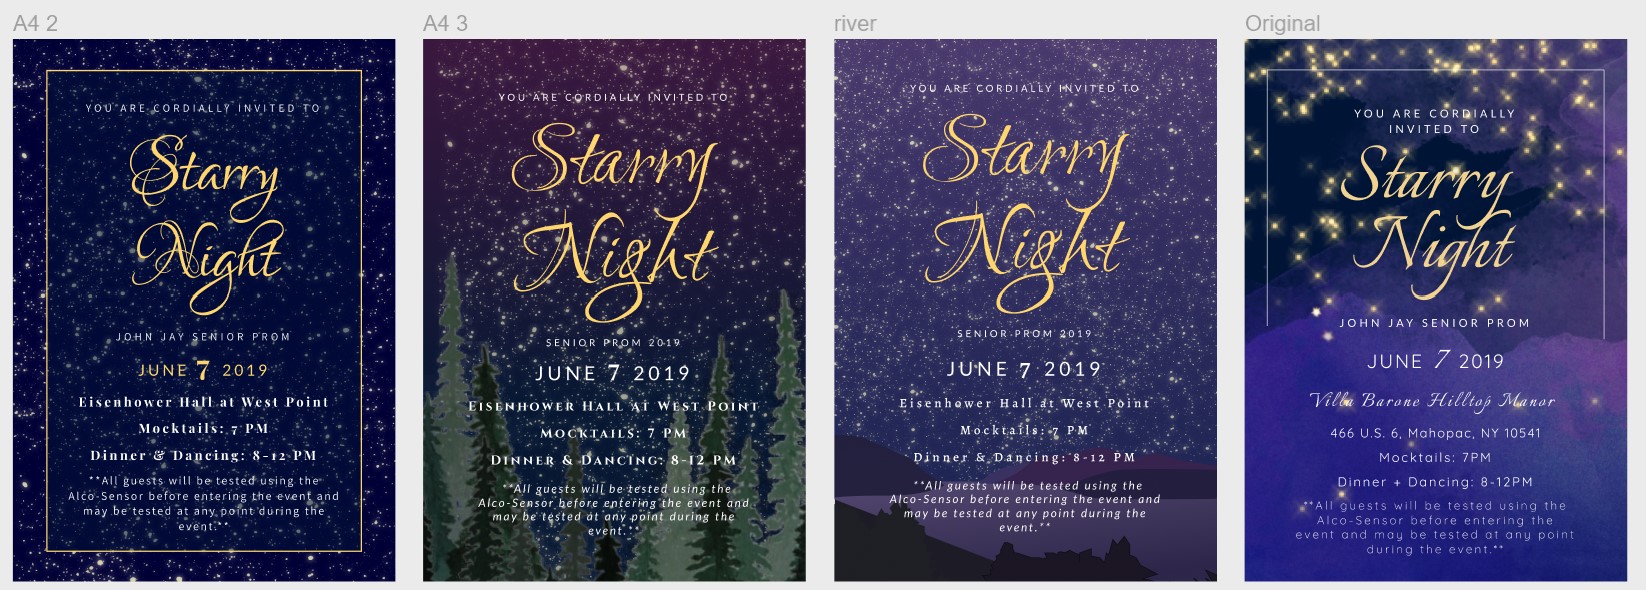 A4 2
YOU ARE CORDIALLY INVITED TO
Starry
Night
JOHN JAY SENIOR PROM
JUNE 7 2019
Eisenhower Hall at West Point
Mocktails: 7 PM
Dinner & Dancing: 8-12 PM
**All guests will be tested using the
Alco-Sensor before entering the event and
may be tested at any point during the
event.**
A4 3
YOU ARE CORDIALLY INVITED TO
Starry
Night
SENIOR PROM 2019
JUNE 7 2019
Eisenhower Hall at West Point
Mocktails: 7 PM
Dinner & Dancing: 8-12 PM
**All guests will be tested using the
Alco-Sensor before entering the event and
may be tested at any point during the
event.**
river
YOU ARE CORDIALLY INVITED TO
Starry
Night
SENIOR PROM 2019
JUNE 7 2019
Eisenhower Hall at West Point
Mocktails: 7 PM
Dinner & Dancing: 8-12 PM
**All guests will be tested using the
Alco-Sensor before entering the event and
may be tested at any point during the
event.**
Original
YOU ARE CORDIALLY
INVITED TO
Starry
Night
JOHN JAY SENIOR PROM
JUNE 7 2019
Villa Barone Hilltop Manor
466 U.S. 6, Mahopac, NY 10541
Mocktails: 7PM
Dinner + Dancing: 8-12PM
**All guests will be tested using the
Alco-Sensor before entering the
event and may be tested at any point
during the event.**